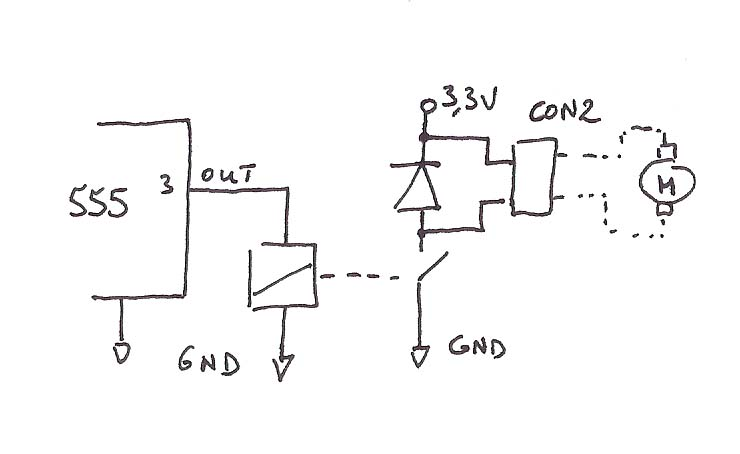 3,3V
CON2
OUT
3
555
M
GND
GND